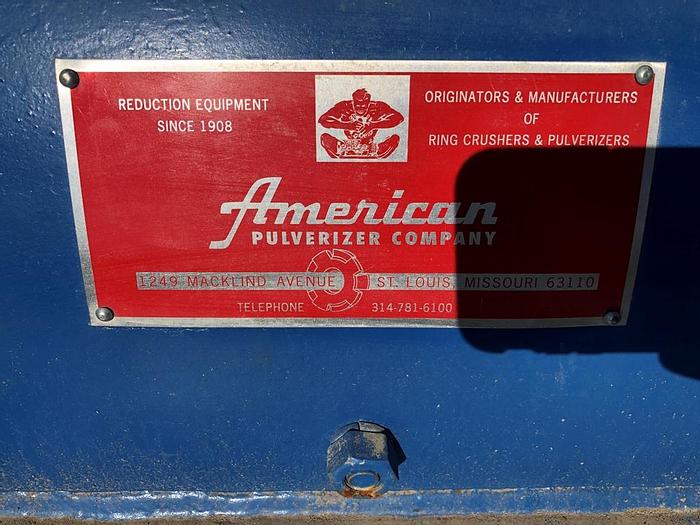 REDUCTION EQUIPMENT
SINCE 1908
ORIGINATORS & MANUFACTURERS
OF
RING CRUSHERS & PULVERIZERS
American
PULVERIZER COMPANY
1249 MACKLIND AVENUE ST. LOUIS, MISSOURI 63110
TELEPHONE 314-781-6100